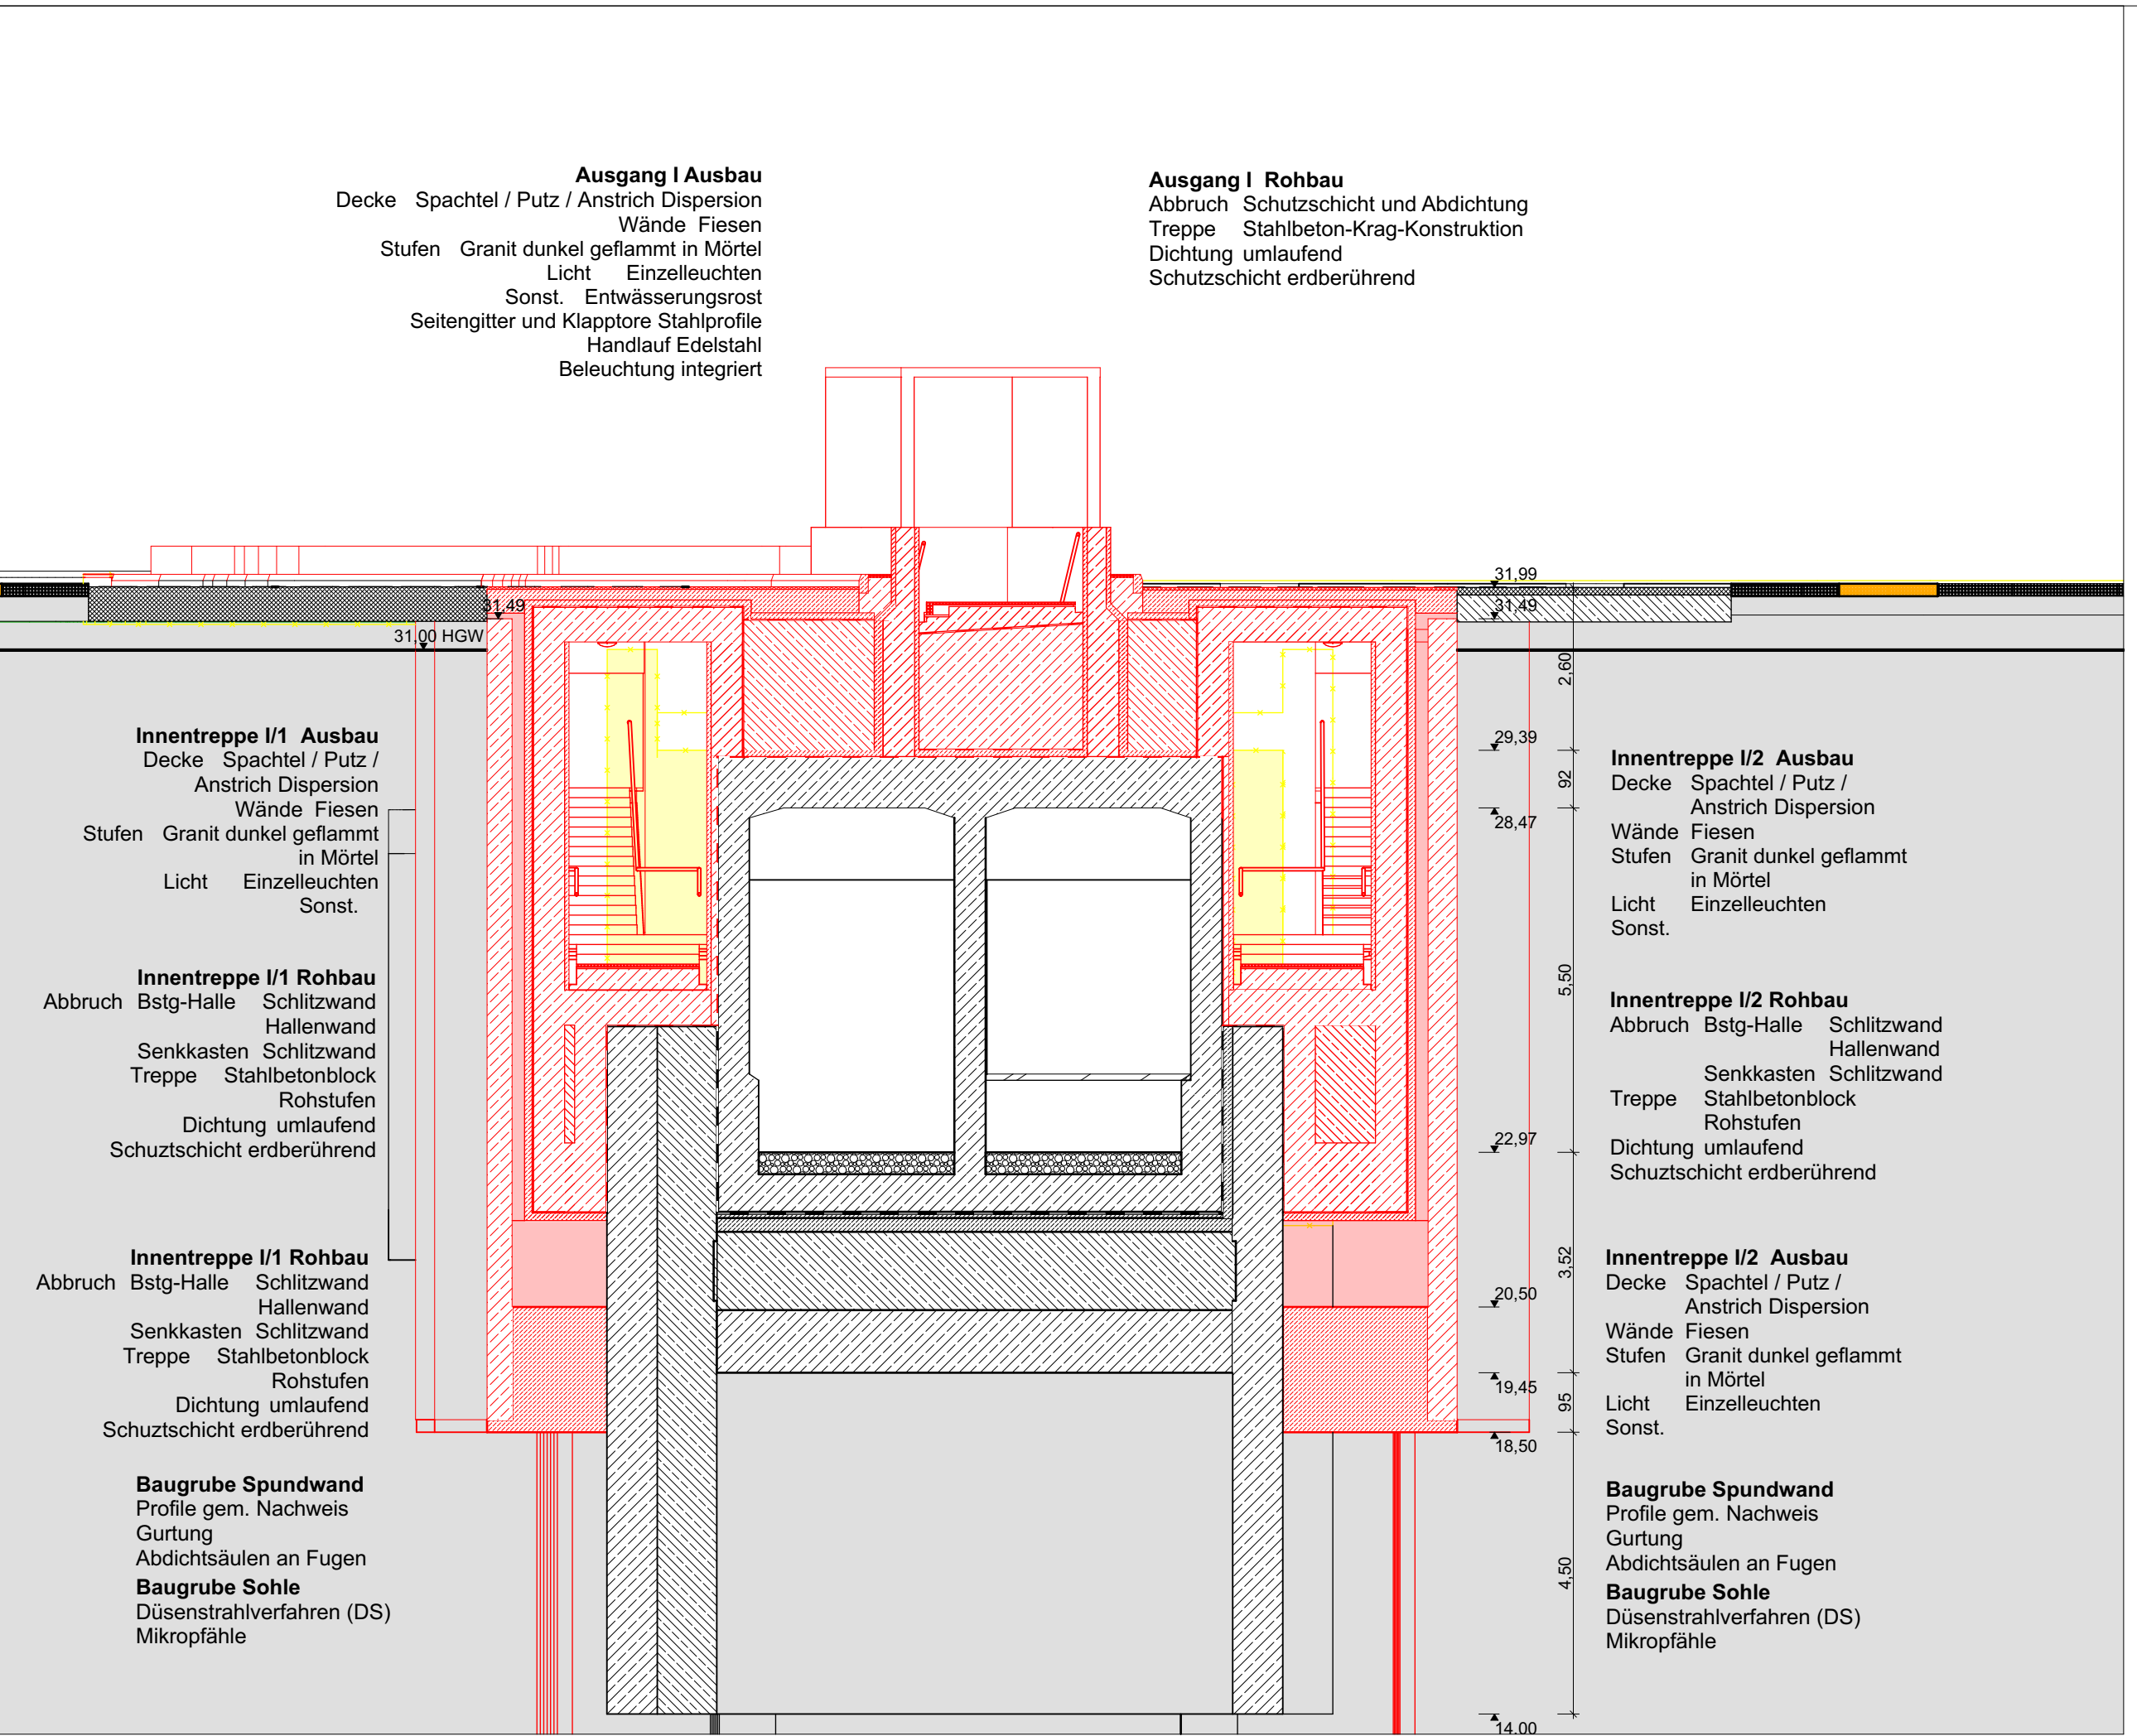 Ausgang I Ausbau
Decke Spachtel / Putz / Anstrich Dispersion
Wände Fiesen
Stufen Granit dunkel geflammt in Mörtel
Licht Einzelleuchten
Sonst. Entwässerungsrost
Seitengitter und Klapptore Stahlprofile
Handlauf Edelstahl
Beleuchtung integriert
Ausgang I Rohbau
Abbruch Schutzschicht und Abdichtung
Treppe Stahlbeton-Krag-Konstruktion
Dichtung umlaufend
Schutzschicht erdberührend
31,49
31,00 HGW
Innentreppe I/1 Ausbau
Decke Spachtel / Putz /
Anstrich Dispersion
Wände Fiesen
Stufen Granit dunkel geflammt
in Mörtel
Licht Einzelleuchten
Sonst.
Innentreppe I/1 Rohbau
Abbruch Bstg-Halle Schlitzwand
Hallenwand
Senkkasten Schlitzwand
Treppe Stahlbetonblock
Rohstufen
Dichtung umlaufend
Schuztschicht erdberührend
Innentreppe I/1 Rohbau
Abbruch Bstg-Halle Schlitzwand
Hallenwand
Senkkasten Schlitzwand
Treppe Stahlbetonblock
Rohstufen
Dichtung umlaufend
Schuztschicht erdberührend
Baugrube Spundwand
Profile gem. Nachweis
Gurtung
Abdichtsäulen an Fugen
Baugrube Sohle
Düsenstrahlverfahren (DS)
Mikropfähle
31,99
31,49
2,60
29,39
92
28,47
5,50
22,97
3,52
20,50
19,45
95
18,50
4,50
14,00
Innentreppe I/2 Ausbau
Decke Spachtel / Putz /
Anstrich Dispersion
Wände Fiesen
Stufen Granit dunkel geflammt
in Mörtel
Licht Einzelleuchten
Sonst.
Innentreppe I/2 Rohbau
Abbruch Bstg-Halle Schlitzwand
Hallenwand
Senkkasten Schlitzwand
Treppe Stahlbetonblock
Rohstufen
Dichtung umlaufend
Schuztschicht erdberührend
Innentreppe I/2 Ausbau
Decke Spachtel / Putz /
Anstrich Dispersion
Wände Fiesen
Stufen Granit dunkel geflammt
in Mörtel
Licht Einzelleuchten
Sonst.
Baugrube Spundwand
Profile gem. Nachweis
Gurtung
Abdichtsäulen an Fugen
Baugrube Sohle
Düsenstrahlverfahren (DS)
Mikropfähle